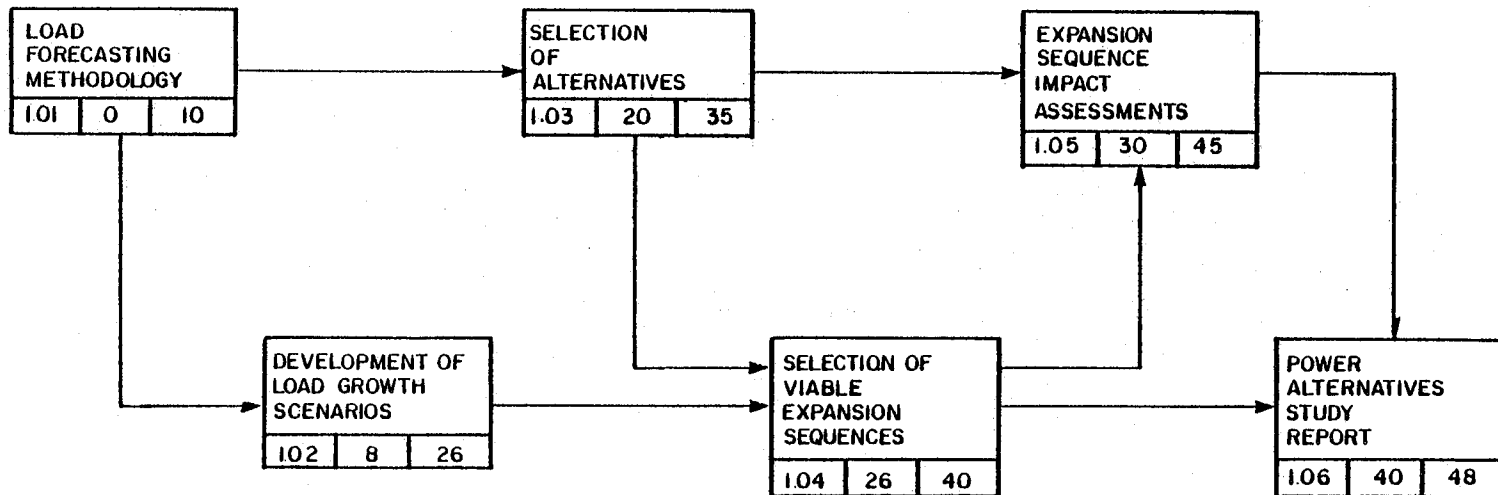 LOAD
FORECASTING
METHODOLOGY
1.01 0 10
SELECTION
OF
ALTERNATIVES
1.03 20 35
EXPANSION
SEQUENCE
IMPACT
ASSESSMENTS
1.05 30 45
DEVELOPMENT OF
LOAD GROWTH
SCENARIOS
1.02 8 26
SELECTION OF
VIABLE
EXPANSION
SEQUENCES
1.04 26 40
POWER
ALTERNATIVES
STUDY
REPORT
1.06 40 48